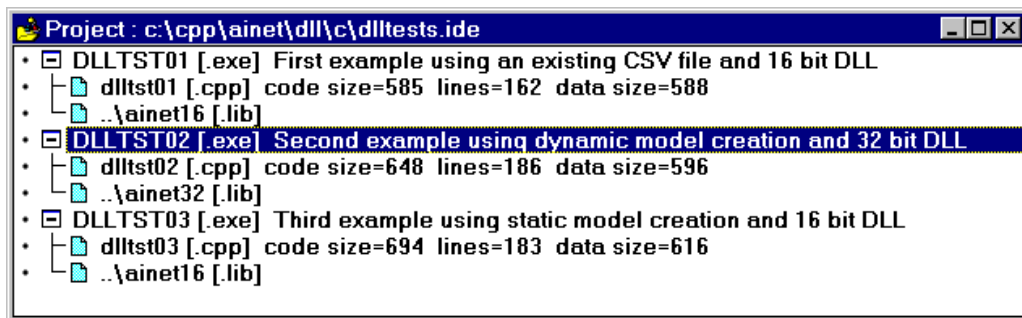 Project : c:\cpp\ainet\dll\c\dlltests.ide
DLLTST01 [.exe] First example using an existing CSV file and 16 bit DLL
dlltst01 [.cpp] code size=585 lines=162 data size=588
..\ainet16 [.lib]
DLLTST02 [.exe] Second example using dynamic model creation and 32 bit DLL
dlltst02 [.cpp] code size=648 lines=186 data size=596
..\ainet32 [.lib]
DLLTST03 [.exe] Third example using static model creation and 16 bit DLL
dlltst03 [.cpp] code size=694 lines=183 data size=616
..\ainet16 [.lib]